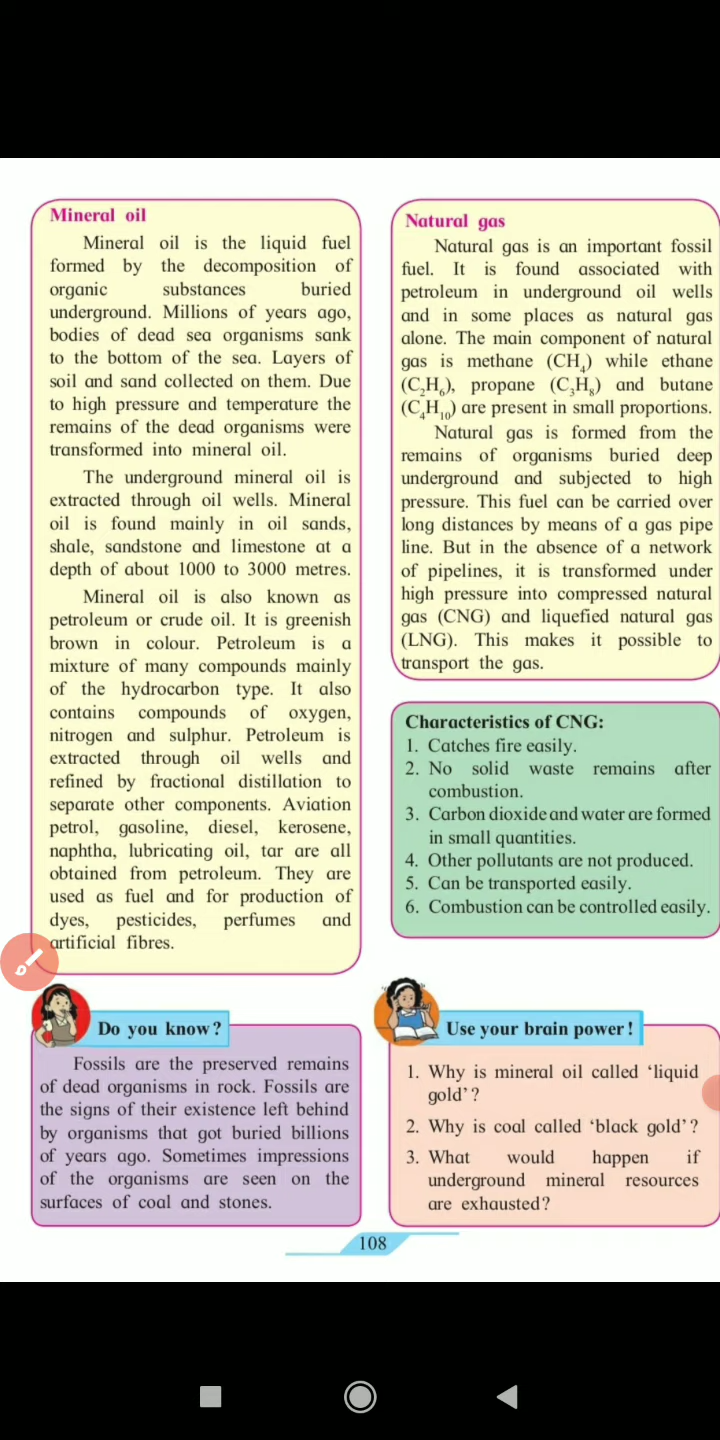 Mineral oil
Mineral oil is the liquid fuel
formed by the decomposition of
organic substances buried
underground. Millions of years ago,
bodies of dead sea organisms sank
to the bottom of the sea. Layers of
soil and sand collected on them. Due
to high pressure and temperature the
remains of the dead organisms were
transformed into mineral oil.
The underground mineral oil is
extracted through oil wells. Mineral
oil is found mainly in oil sands,
shale, sandstone and limestone at a
depth of about 1000 to 3000 metres.
Mineral oil is also known as
petroleum or crude oil. It is greenish
brown in colour. Petroleum is a
mixture of many compounds mainly
of the hydrocarbon type. It also
contains compounds of oxygen,
nitrogen and sulphur. Petroleum is
extracted through oil wells and
refined by fractional distillation to
separate other components. Aviation
petrol, gasoline, diesel, kerosene,
naphtha, lubricating oil, tar are all
obtained from petroleum. They are
used as fuel and for production of
dyes, pesticides, perfumes and
artificial fibres.
Natural gas
Natural gas is an important fossil
fuel. It is found associated with
petroleum in underground oil wells
and in some places as natural gas
alone. The main component of natural
gas is methane (CH₄) while ethane
(C₂H₆), propane (C₃H₈) and butane
(C₄H₁₀) are present in small proportions.
Natural gas is formed from the
remains of organisms buried deep
underground and subjected to high
pressure. This fuel can be carried over
long distances by means of a gas pipe
line. But in the absence of a network
of pipelines, it is transformed under
high pressure into compressed natural
gas (CNG) and liquefied natural gas
(LNG). This makes it possible to
transport the gas.
Characteristics of CNG:
1. Catches fire easily.
2. No solid waste remains after
combustion.
3. Carbon dioxide and water are formed
in small quantities.
4. Other pollutants are not produced.
5. Can be transported easily.
6. Combustion can be controlled easily.
Do you know?
Fossils are the preserved remains
of dead organisms in rock. Fossils are
the signs of their existence left behind
by organisms that got buried billions
of years ago. Sometimes impressions
of the organisms are seen on the
surfaces of coal and stones.
Use your brain power!
1. Why is mineral oil called ‘liquid
gold’?
2. Why is coal called ‘black gold’?
3. What would happen if
underground mineral resources
are exhausted?
108